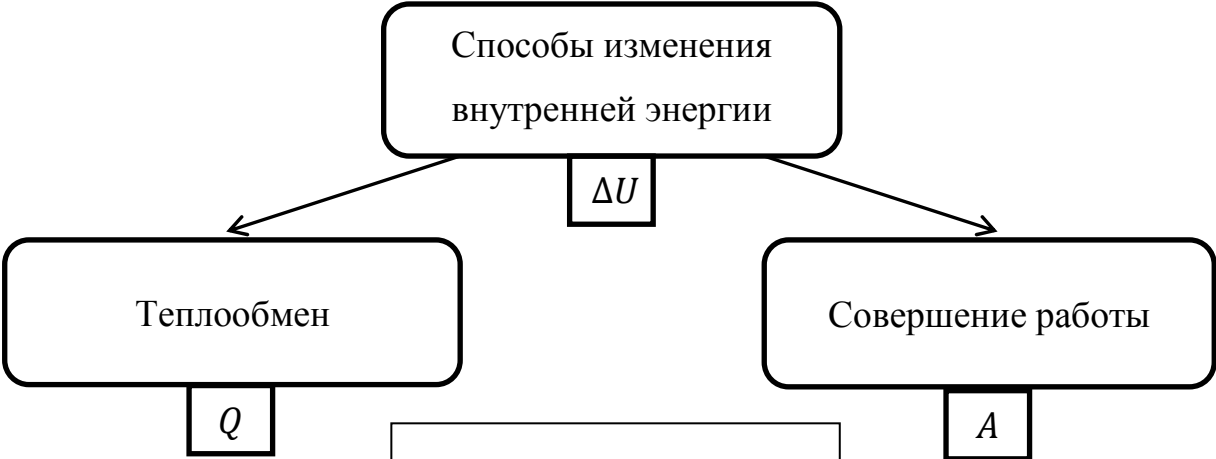 Способы изменения
внутренней энергии
ΔU
Теплообмен
Совершение работы
Q
A